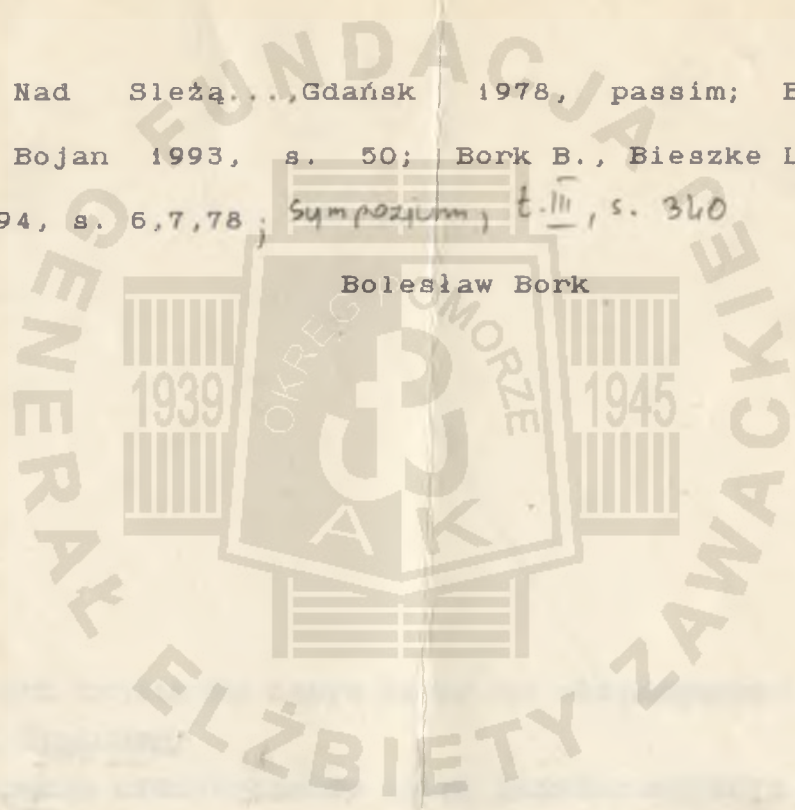 Nad Sleżą...,Gdańsk 1978, passim; B
Bojan 1993, s. 50; Bork B., Bieszke L
94, s. 6,7,78; Sympozjum, t.III, s. 340
Bolesław Bork
FUNDACJA GENERAŁ ELŻBIETY ZAWACKIEJ
OKRĘG POMORZE
1939 1945
A K